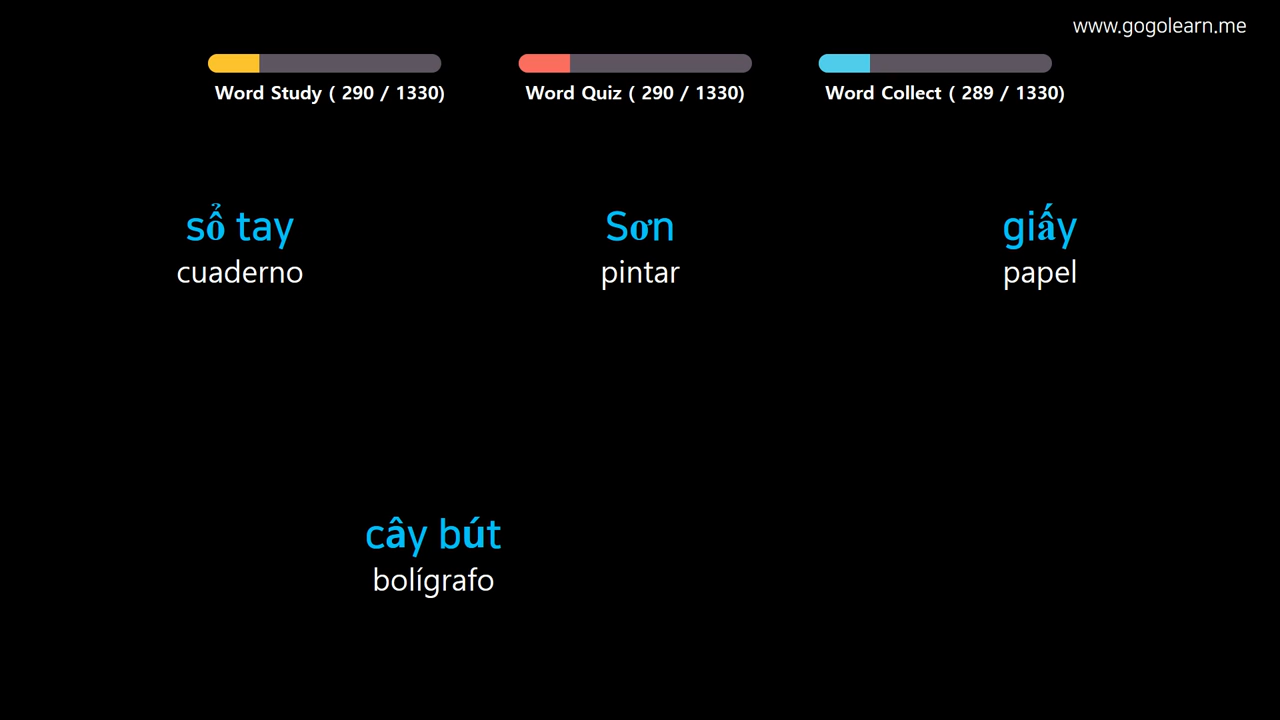 www.gogolearn.me
Word Study ( 290 / 1330)
Word Quiz ( 290 / 1330)
Word Collect ( 289 / 1330)
sổ tay
cuaderno
Sơn
pintar
giấy
papel
cây bút
bolígrafo